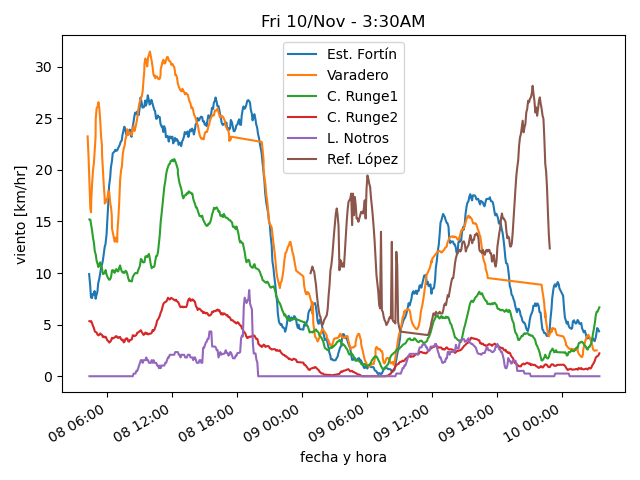 Fri 10/Nov - 3:30AM
viento [km/hr]
30
25
20
15
10
5
0
Est. Fortín
Varadero
C. Runge1
C. Runge2
L. Notros
Ref. López
08 06:00
08 12:00
08 18:00
09 00:00
09 06:00
09 12:00
09 18:00
10 00:00
fecha y hora